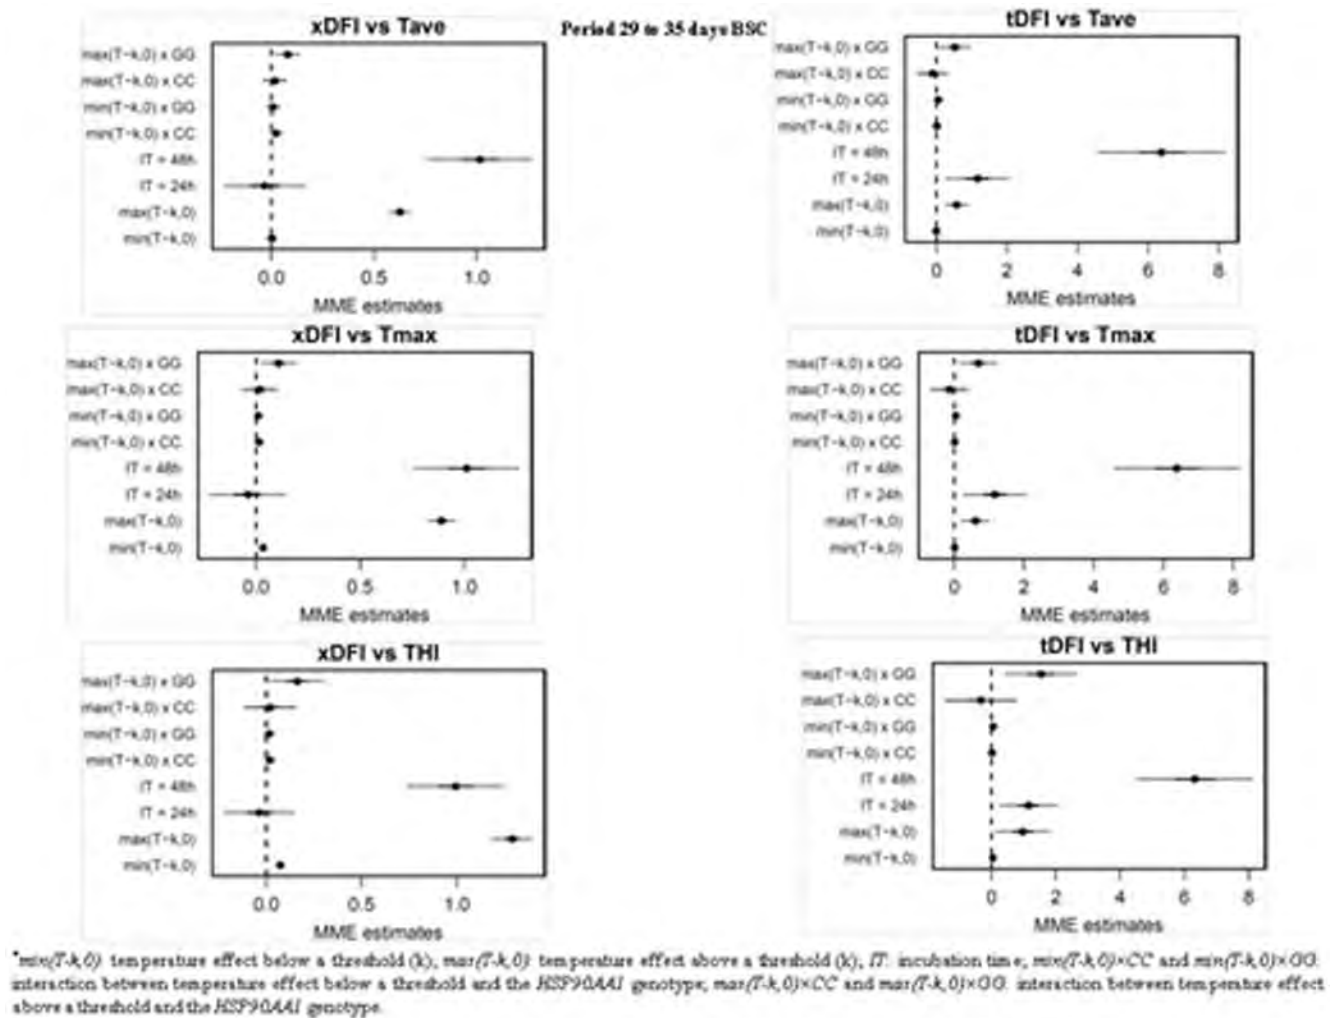 xDFI vs Tave
max(T-k,0) x GG
max(T-k,0) x CC
min(T-k,0) x GG
min(T-k,0) x CC
IT = 48h
IT = 24h
max(T-k,0)
min(T-k,0)
0.0 0.5 1.0
MME estimates
Period 29 to 35 days BSC
tDFI vs Tave
max(T-k,0) x GG
max(T-k,0) x CC
min(T-k,0) x GG
min(T-k,0) x CC
IT = 48h
IT = 24h
max(T-k,0)
min(T-k,0)
0 2 4 6 8
MME estimates
xDFI vs Tmax
max(T-k,0) x GG
max(T-k,0) x CC
min(T-k,0) x GG
min(T-k,0) x CC
IT = 48h
IT = 24h
max(T-k,0)
min(T-k,0)
0.0 0.5 1.0
MME estimates
tDFI vs Tmax
max(T-k,0) x GG
max(T-k,0) x CC
min(T-k,0) x GG
min(T-k,0) x CC
IT = 48h
IT = 24h
max(T-k,0)
min(T-k,0)
0 2 4 6 8
MME estimates
xDFI vs THI
max(T-k,0) x GG
max(T-k,0) x CC
min(T-k,0) x GG
min(T-k,0) x CC
IT = 48h
IT = 24h
max(T-k,0)
min(T-k,0)
0.0 0.5 1.0
MME estimates
tDFI vs THI
max(T-k,0) x GG
max(T-k,0) x CC
min(T-k,0) x GG
min(T-k,0) x CC
IT = 48h
IT = 24h
max(T-k,0)
min(T-k,0)
0 2 4 6 8
MME estimates
*min(T-k,0): temperature effect below a threshold (k); max(T-k,0): temperature effect above a threshold (k); IT: incubation time; min(T-k,0)×CC and min(T-k,0)×GG:
interaction between temperature effect below a threshold and the HSP90AA1 genotype; max(T-k,0)×CC and max(T-k,0)×GG: interaction between temperature effect
above a threshold and the HSP90AA1 genotype.